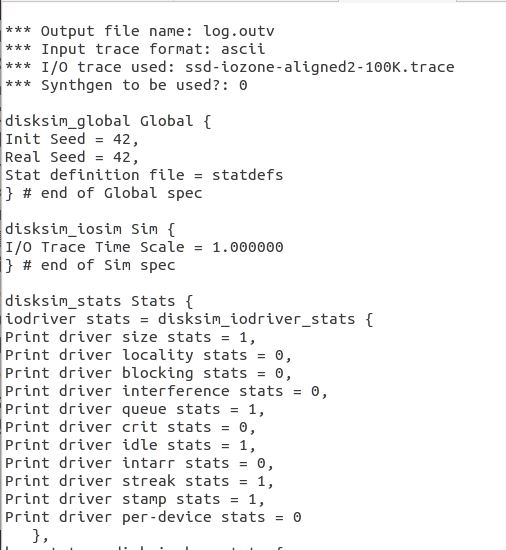 *** Output file name: log.outv
*** Input trace format: ascii
*** I/O trace used: ssd-iozone-aligned2-100K.trace
*** Synthgen to be used?: 0
disksim_global Global {
Init Seed = 42,
Real Seed = 42,
Stat definition file = statdefs
} # end of Global spec
disksim_iosim Sim {
I/O Trace Time Scale = 1.000000
} # end of Sim spec
disksim_stats Stats {
iodriver stats = disksim_iodriver_stats {
Print driver size stats = 1,
Print driver locality stats = 0,
Print driver blocking stats = 0,
Print driver interference stats = 0,
Print driver queue stats = 1,
Print driver crit stats = 0,
Print driver idle stats = 1,
Print driver intarr stats = 0,
Print driver streak stats = 1,
Print driver stamp stats = 1,
Print driver per-device stats = 0
},